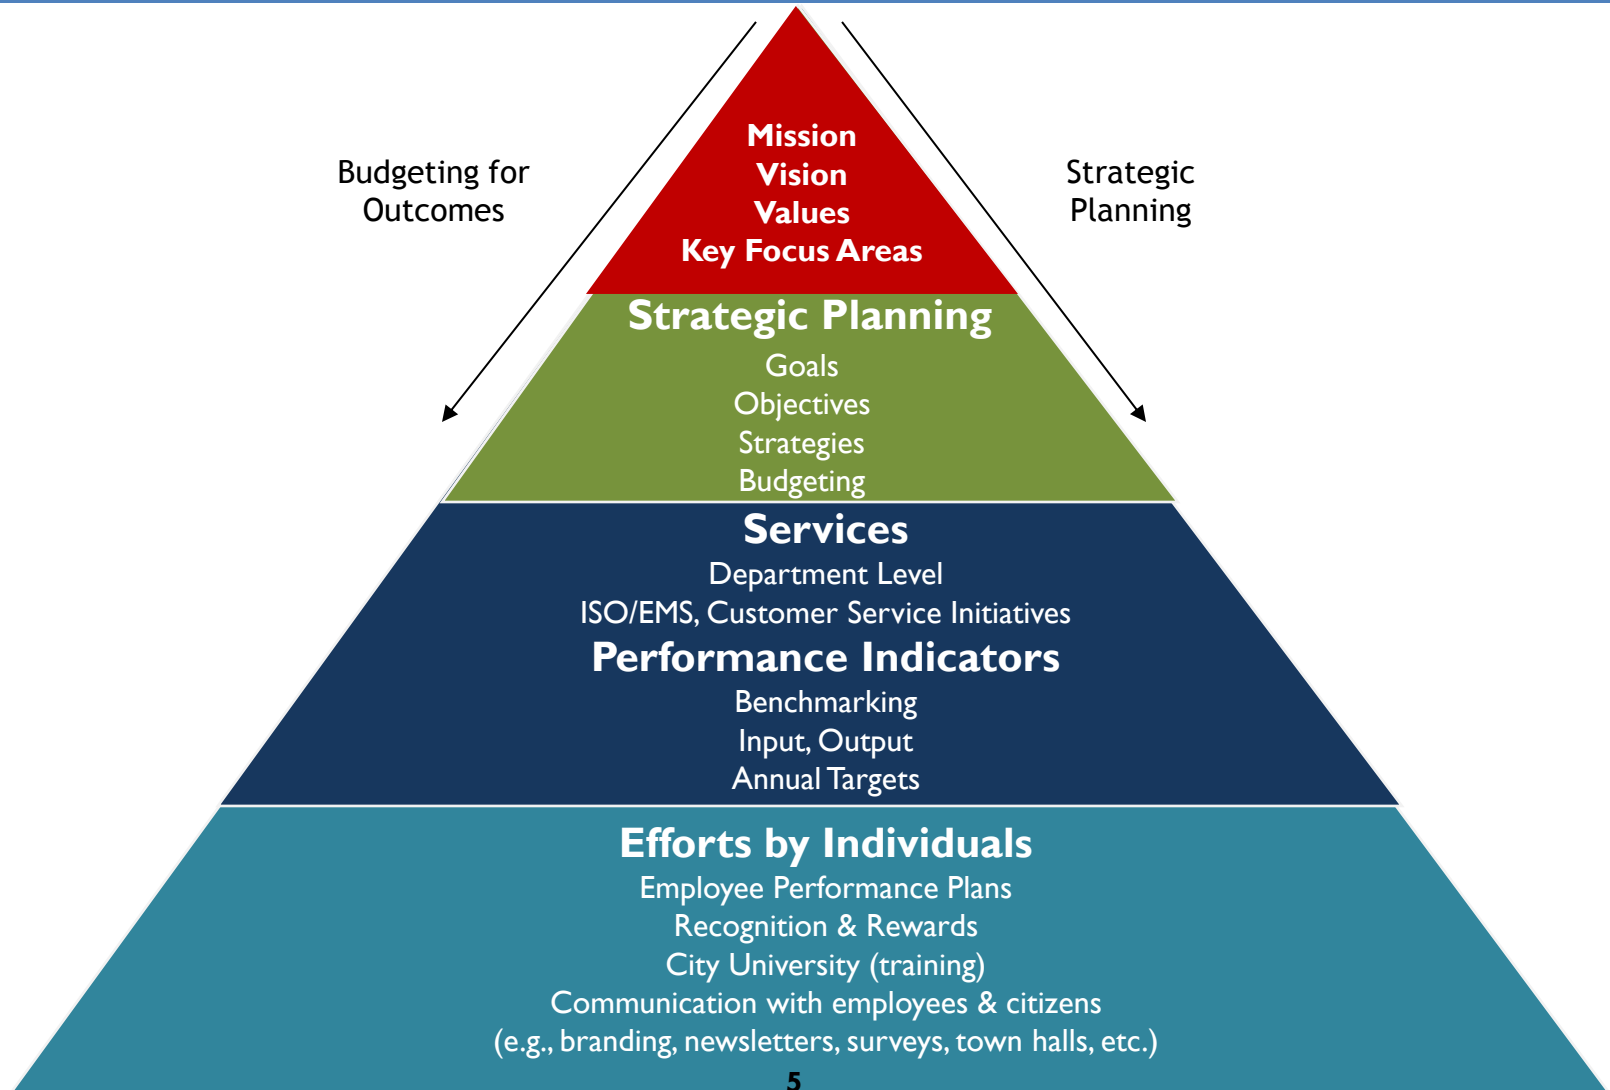 Mission
Vision
Values
Key Focus Areas
Budgeting for
Outcomes
Strategic
Planning
Strategic Planning
Goals
Objectives
Strategies
Budgeting
Services
Department Level
ISO/EMS, Customer Service Initiatives
Performance Indicators
Benchmarking
Input, Output
Annual Targets
Efforts by Individuals
Employee Performance Plans
Recognition & Rewards
City University (training)
Communication with employees & citizens
(e.g., branding, newsletters, surveys, town halls, etc.)
5